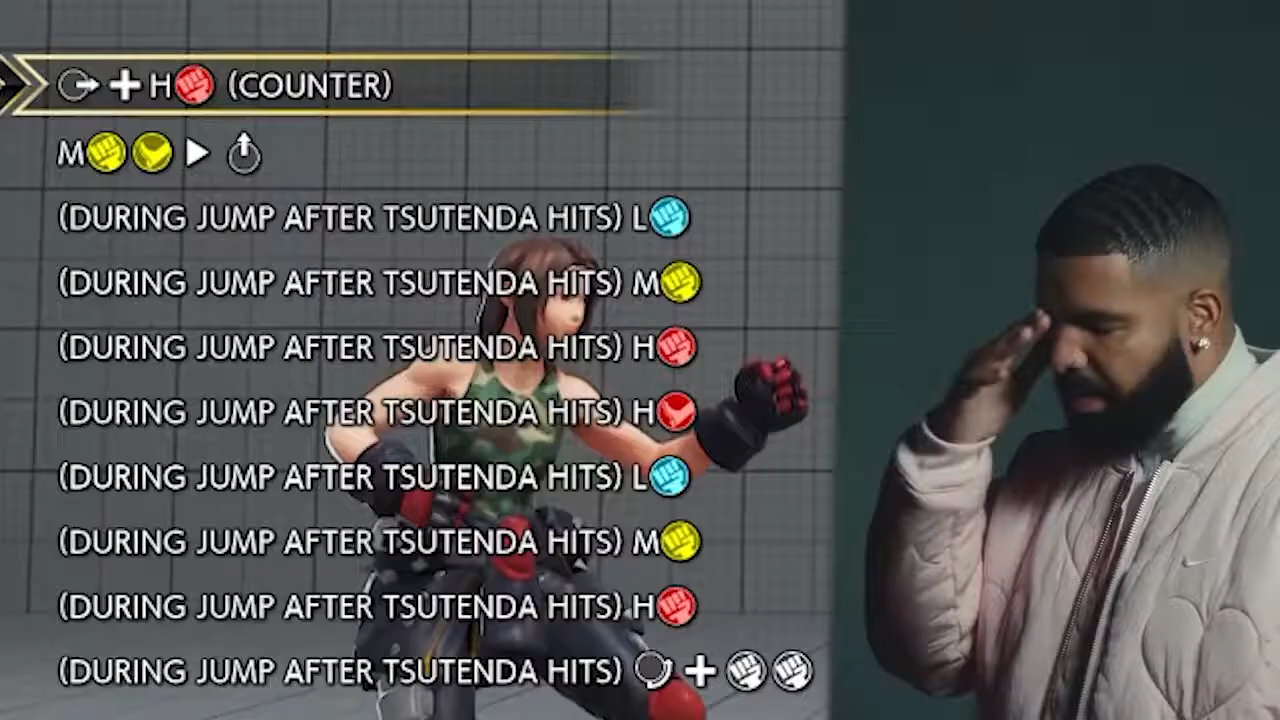 + H (COUNTER)
M
(DURING JUMP AFTER TSUTENDA HITS) L
(DURING JUMP AFTER TSUTENDA HITS) M
(DURING JUMP AFTER TSUTENDA HITS) H
(DURING JUMP AFTER TSUTENDA HITS) H
(DURING JUMP AFTER TSUTENDA HITS) L
(DURING JUMP AFTER TSUTENDA HITS) M
(DURING JUMP AFTER TSUTENDA HITS) H
(DURING JUMP AFTER TSUTENDA HITS) +